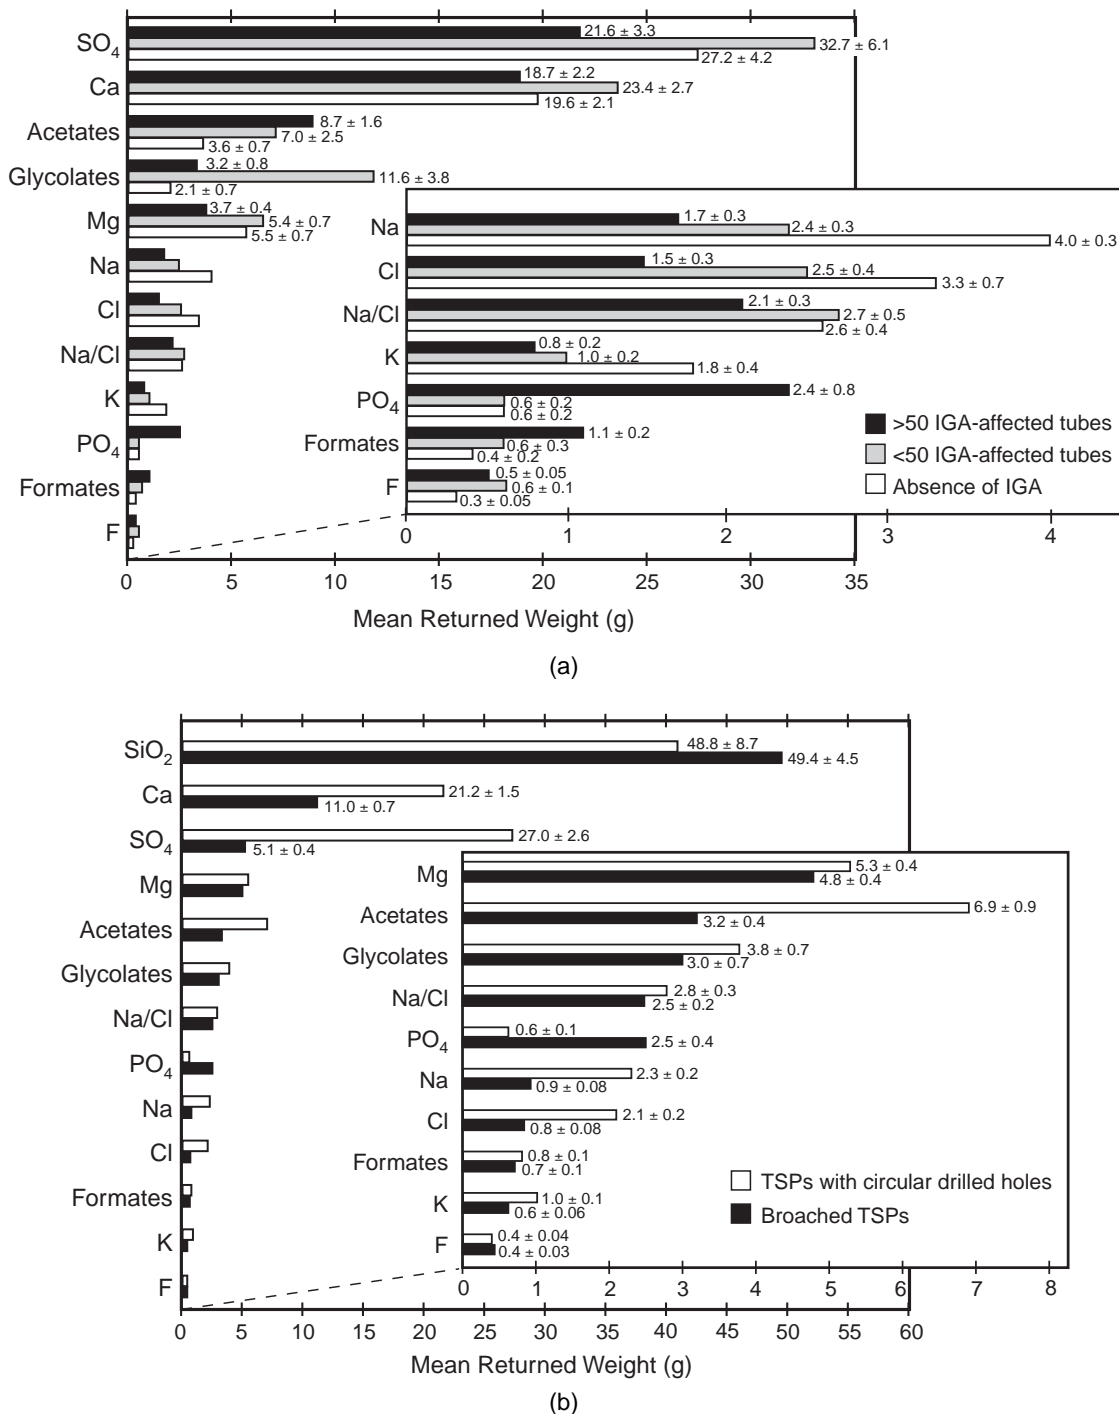 SO4
21.6 ± 3.3
32.7 ± 6.1
27.2 ± 4.2
Ca
18.7 ± 2.2
23.4 ± 2.7
19.6 ± 2.1
Acetates
8.7 ± 1.6
7.0 ± 2.5
3.6 ± 0.7
Glycolates
3.2 ± 0.8
11.6 ± 3.8
2.1 ± 0.7
Mg
3.7 ± 0.4
5.4 ± 0.7
5.5 ± 0.7
Na
Cl
Na/Cl
K
PO4
Formates
F
0 5 10 15 20 25 30 35
Mean Returned Weight (g)
Na
1.7 ± 0.3
2.4 ± 0.3
4.0 ± 0.3
Cl
1.5 ± 0.3
2.5 ± 0.4
3.3 ± 0.7
Na/Cl
2.1 ± 0.3
2.7 ± 0.5
2.6 ± 0.4
K
0.8 ± 0.2
1.0 ± 0.2
1.8 ± 0.4
PO4
2.4 ± 0.8
0.6 ± 0.2
0.6 ± 0.2
Formates
1.1 ± 0.2
0.6 ± 0.3
0.4 ± 0.2
F
0.5 ± 0.05
0.6 ± 0.1
0.3 ± 0.05
0 1 2 3 4
>50 IGA-affected tubes
<50 IGA-affected tubes
Absence of IGA
(a)
SiO2
48.8 ± 8.7
49.4 ± 4.5
Ca
21.2 ± 1.5
11.0 ± 0.7
SO4
27.0 ± 2.6
5.1 ± 0.4
Mg
Acetates
Glycolates
Na/Cl
PO4
Na
Cl
Formates
K
F
0 5 10 15 20 25 30 35 40 45 50 55 60
Mean Returned Weight (g)
Mg
5.3 ± 0.4
4.8 ± 0.4
Acetates
6.9 ± 0.9
3.2 ± 0.4
Glycolates
3.8 ± 0.7
3.0 ± 0.7
Na/Cl
2.8 ± 0.3
2.5 ± 0.2
PO4
0.6 ± 0.1
2.5 ± 0.4
Na
2.3 ± 0.2
0.9 ± 0.08
Cl
2.1 ± 0.2
0.8 ± 0.08
Formates
0.8 ± 0.1
0.7 ± 0.1
K
1.0 ± 0.1
0.6 ± 0.06
F
0.4 ± 0.04
0.4 ± 0.03
0 1 2 3 4 5 6 7 8
TSPs with circular drilled holes
Broached TSPs
(b)